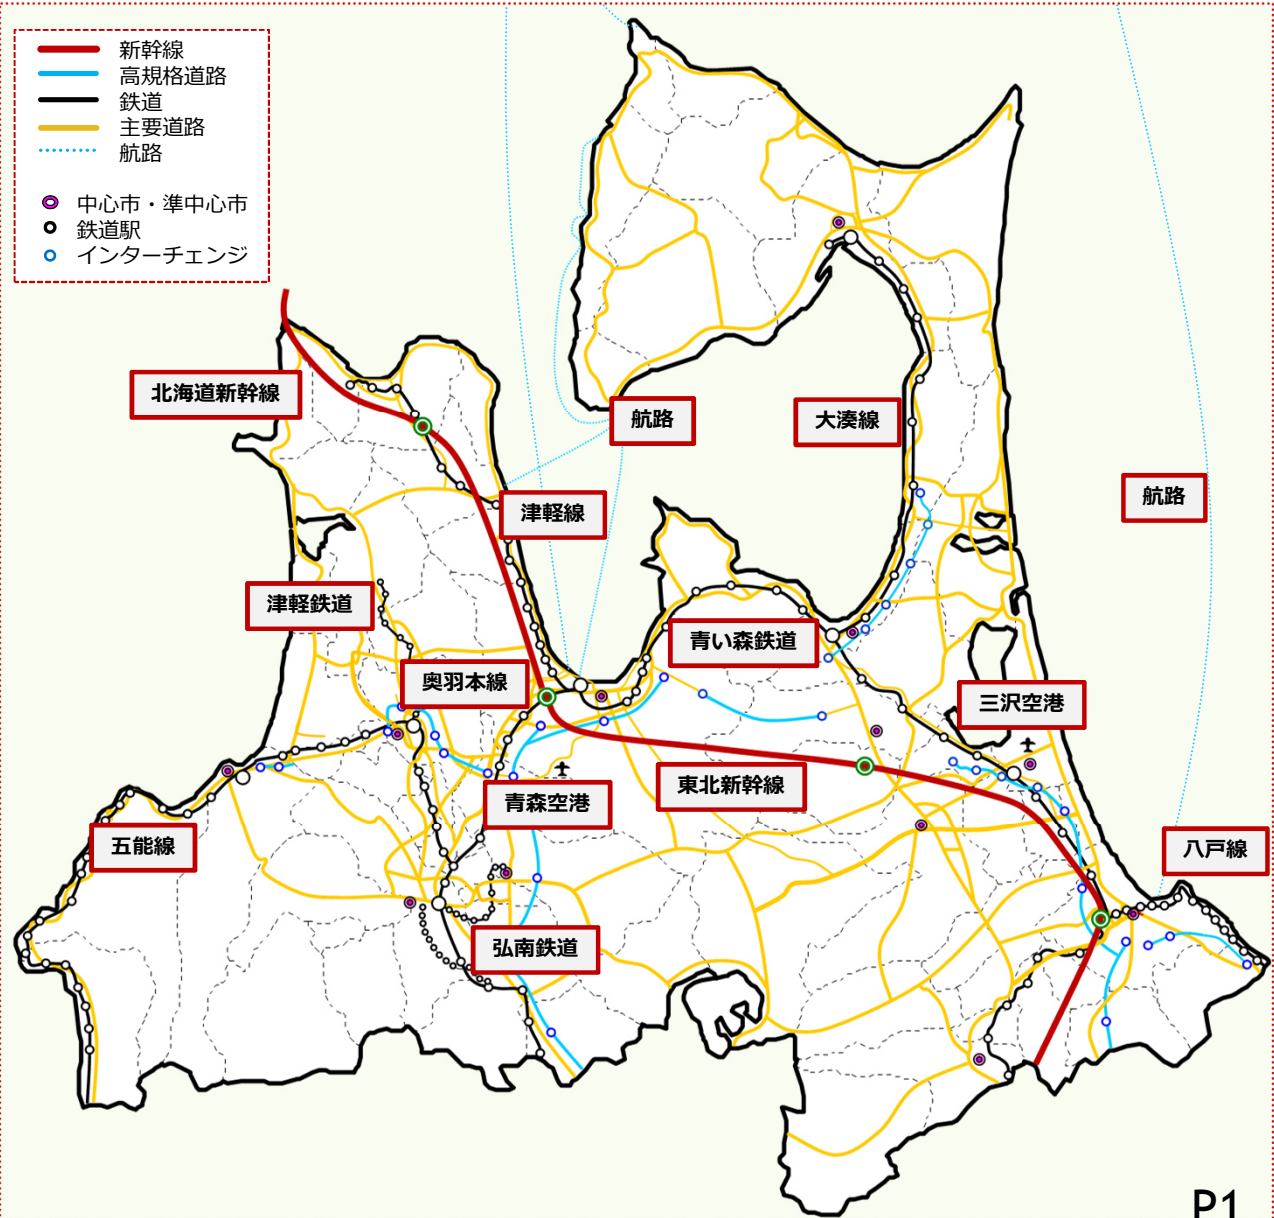 新幹線
高規格道路
鉄道
主要道路
航路
中心市・準中心市
鉄道駅
インターチェンジ
北海道新幹線
航路
大湊線
航路
津軽線
津軽鉄道
青い森鉄道
奥羽本線
三沢空港
東北新幹線
青森空港
五能線
八戸線
弘南鉄道
P1